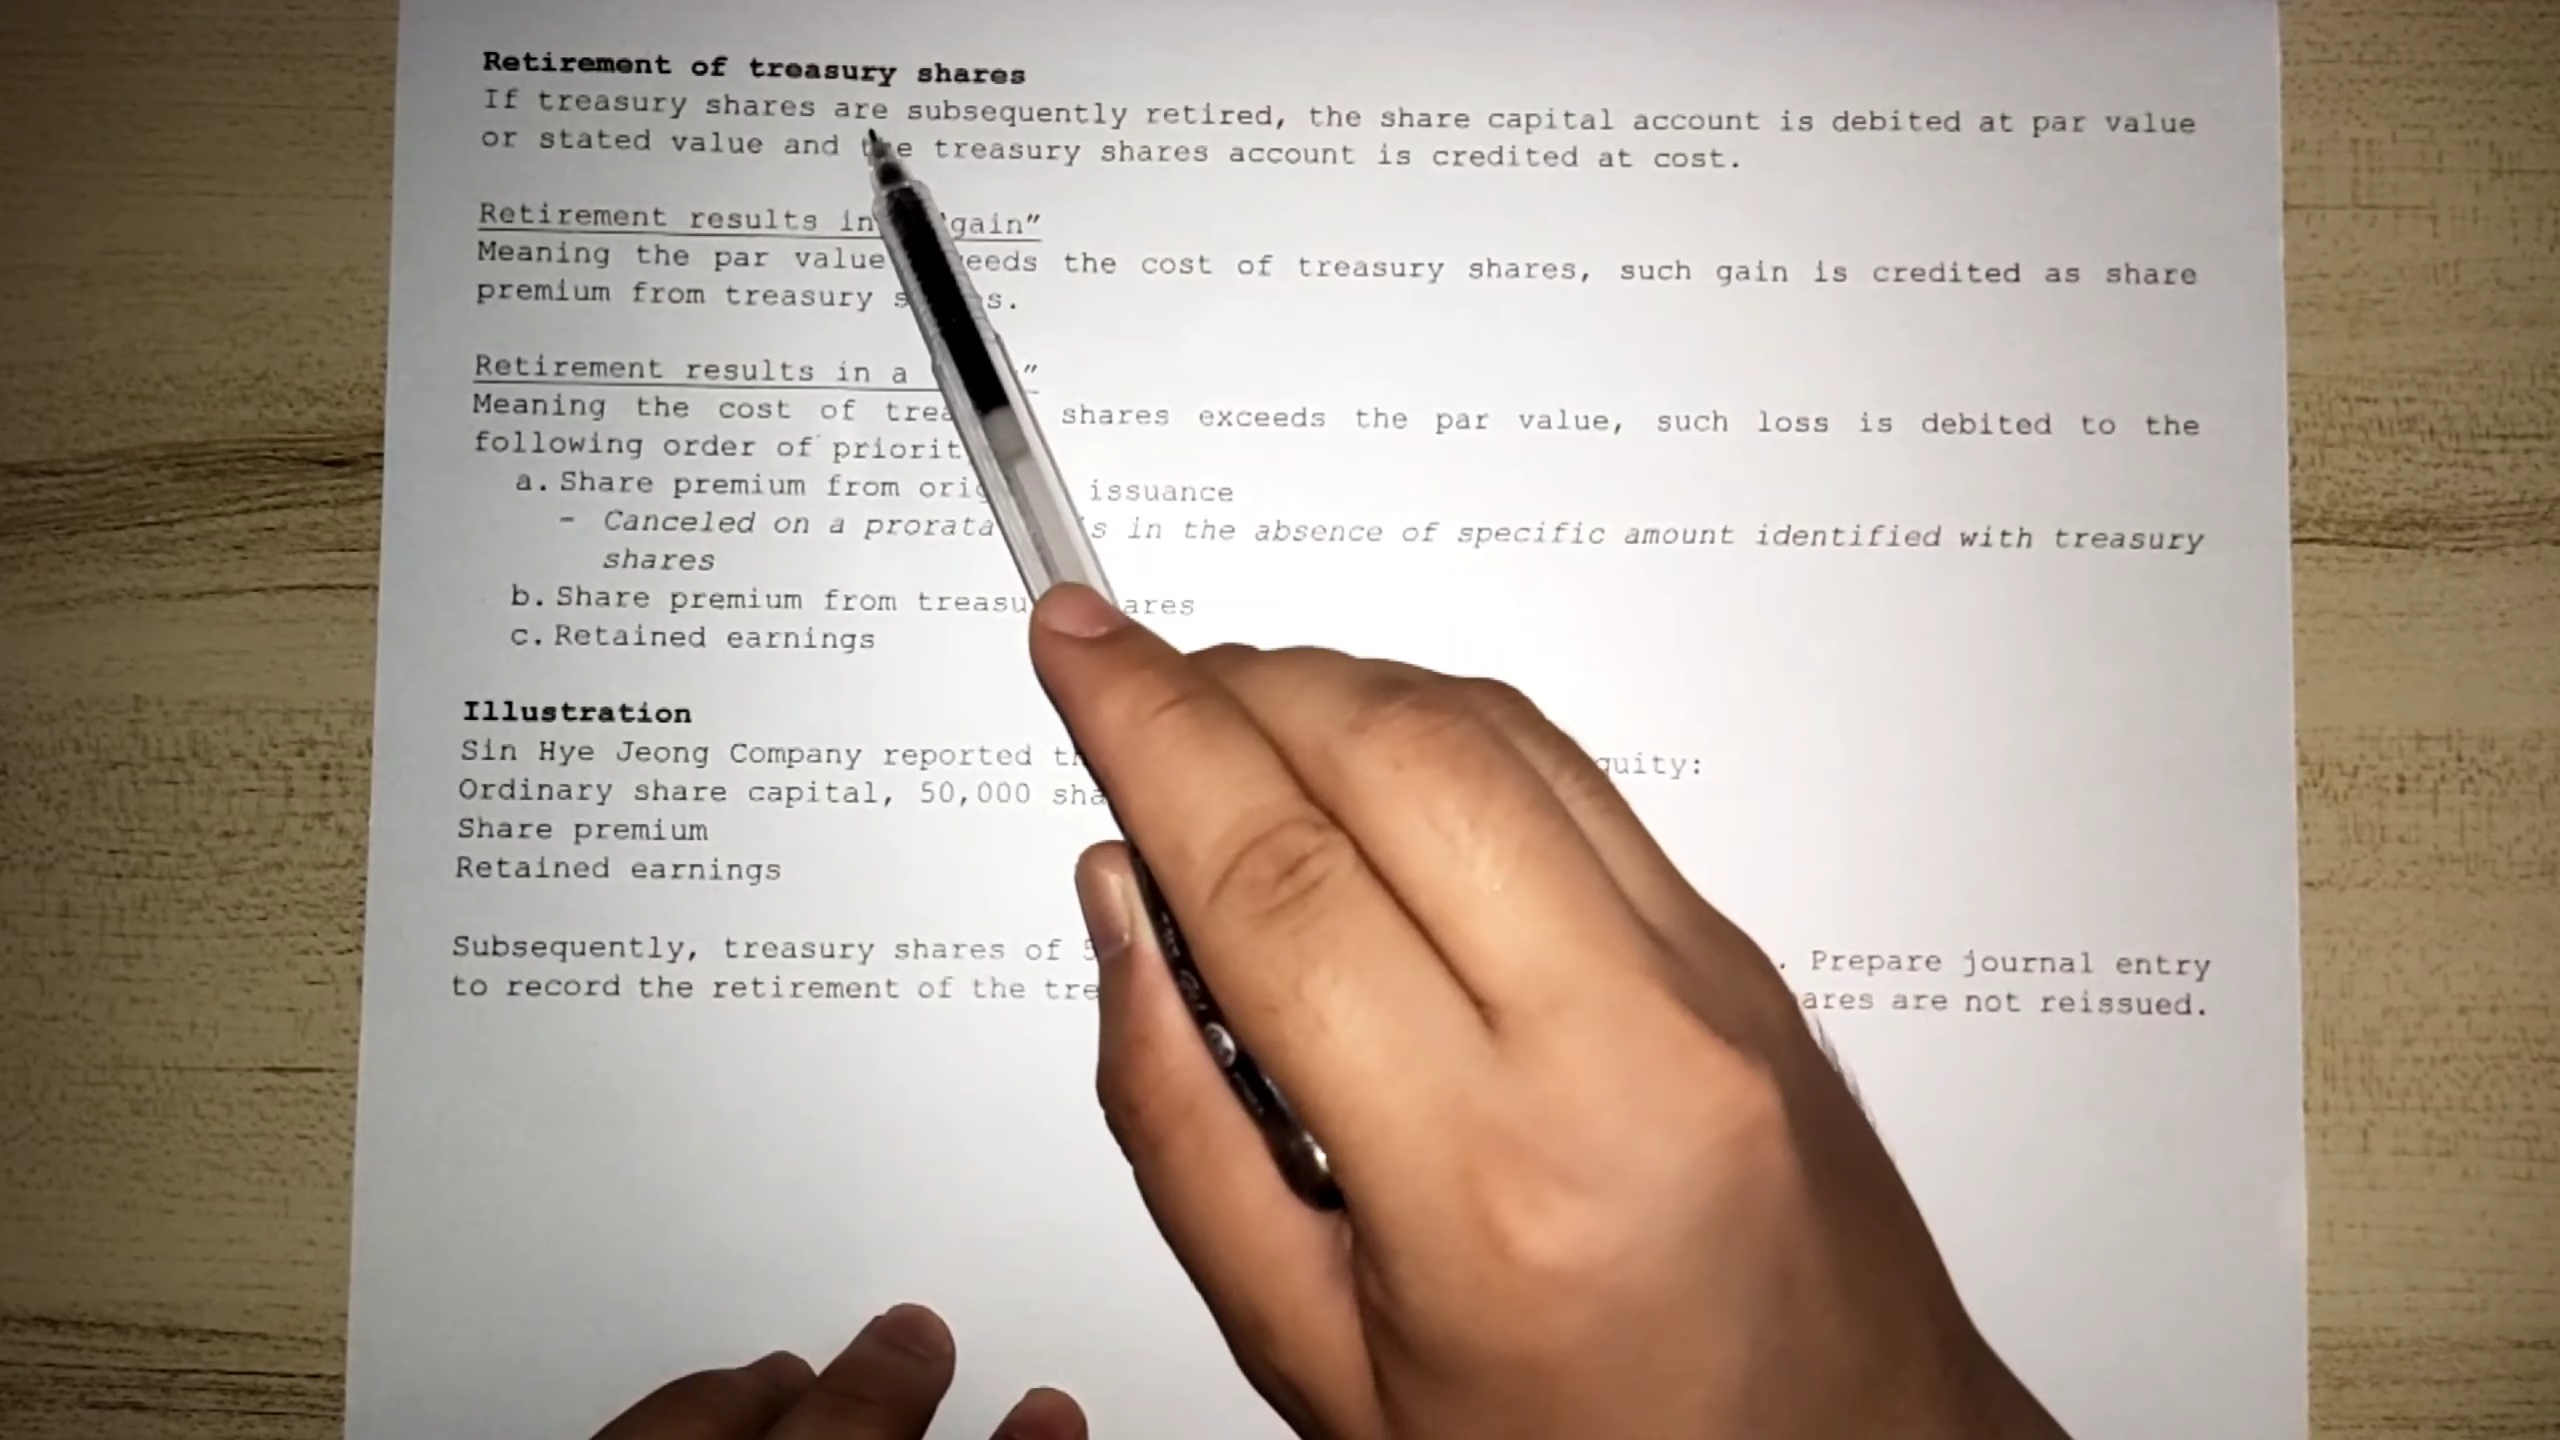 Retirement of treasury shares
If treasury shares are subsequently retired, the share capital account is debited at par value
or stated value and the treasury shares account is credited at cost.
Retirement results in gain”
Meaning the par value the cost of treasury shares, such gain is credited as share
premium from treasury
Retirement results in a ”
Meaning the cost of shares exceeds the par value, such loss is debited to the
following order of
a. Share premium from issuance
- Canceled on a prorata in the absence of specific amount identified with treasury
shares
b. Share premium from
c. Retained earnings
Illustration
Sin Hye Jeong Company reported
Ordinary share capital, 50,000
Share premium
Retained earnings
Subsequently, treasury shares of . Prepare journal entry
to record the retirement of the are not reissued.